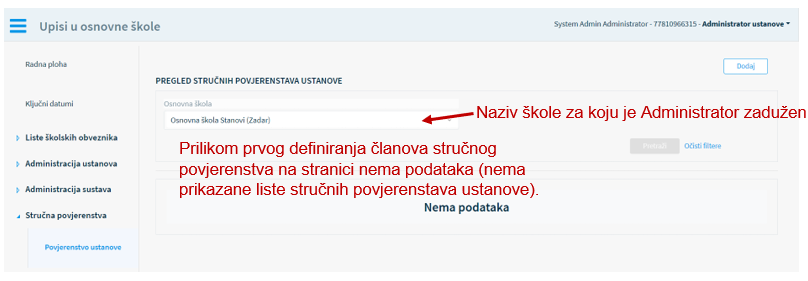 Upisi u osnovne škole
System Admin Administrator - 77810966315 - Administrator ustanove
Radna ploha
Dodaj
PREGLED STRUČNIH POVJERENSTAVA USTANOVE
Ključni datumi
Osnovna škola
Osnovna škola Stanovi (Zadar)
Naziv škole za koju je Administrator zadužen
Liste školskih obveznika
Prilikom prvog definiranja članova stručnog
povjerenstva na stranici nema podataka (nema
prikazane liste stručnih povjerenstava ustanove).
Pretraži
Očisti filtere
Administracija ustanova
Administracija sustava
Stručna povjerenstva
Nema podataka
Povjerenstvo ustanove